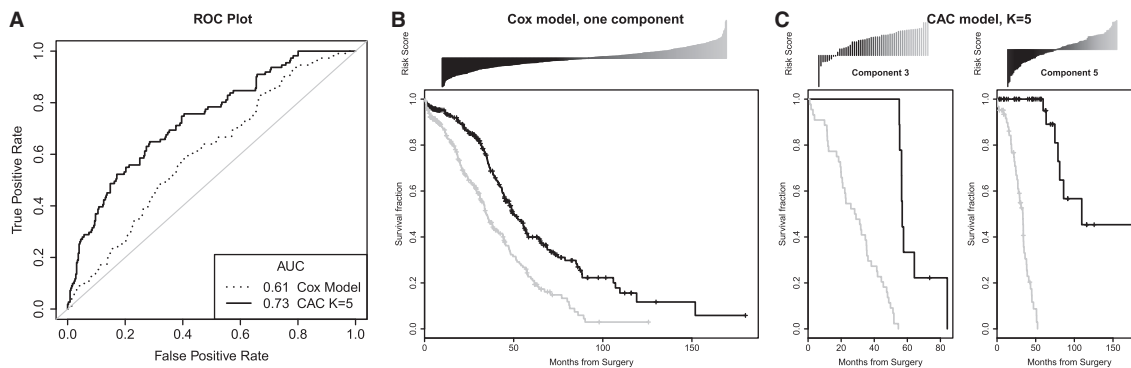 A
ROC Plot
True Positive Rate
0.0 0.2 0.4 0.6 0.8 1.0
0.0 0.2 0.4 0.6 0.8 1.0
False Positive Rate
AUC
0.61 Cox Model
0.73 CAC K=5
B
Cox model, one component
Risk Score
Survival fraction
0.0 0.2 0.4 0.6 0.8 1.0
0 50 100 150
Months from Surgery
C
CAC model, K=5
Risk Score
Component 3
Survival fraction
0.0 0.2 0.4 0.6 0.8 1.0
0 20 40 60 80
Months from Surgery
Risk Score
Component 5
Survival fraction
0.0 0.2 0.4 0.6 0.8 1.0
0 50 100 150
Months from Surgery